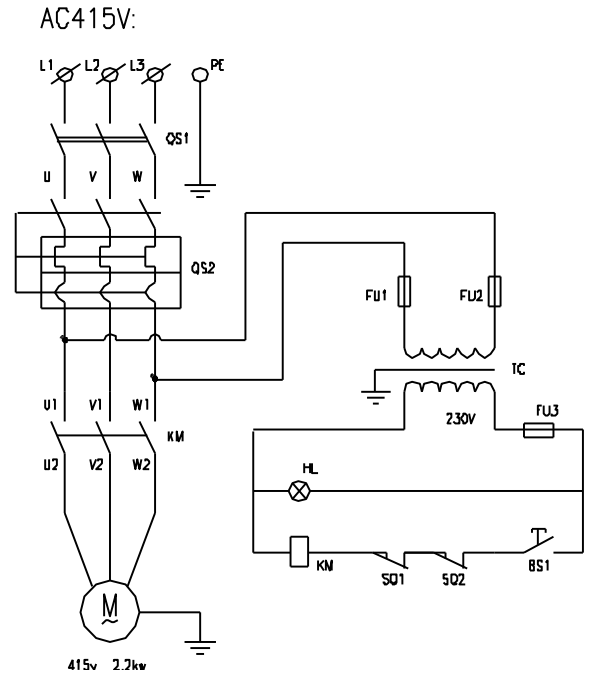 AC415V:
L1 L2 L3 PE
QS1
U V W
QS2
FU1 FU2
TC
U1 V1 W1
230V
FU3
KM
U2 V2 W2
HL
KM
SQ1 SQ2 BS1
M
~
415v 2.2kw